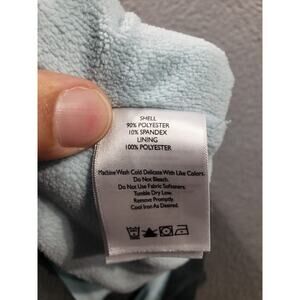 SHELL
90% POLYESTER
10% SPANDEX
LINING
100% POLYESTER
Machine Wash Cold Delicate With Like Colors.
Do Not Bleach.
Do Not Use Fabric Softeners.
Tumble Dry Low.
Remove Promptly.
Cool Iron As Desired.